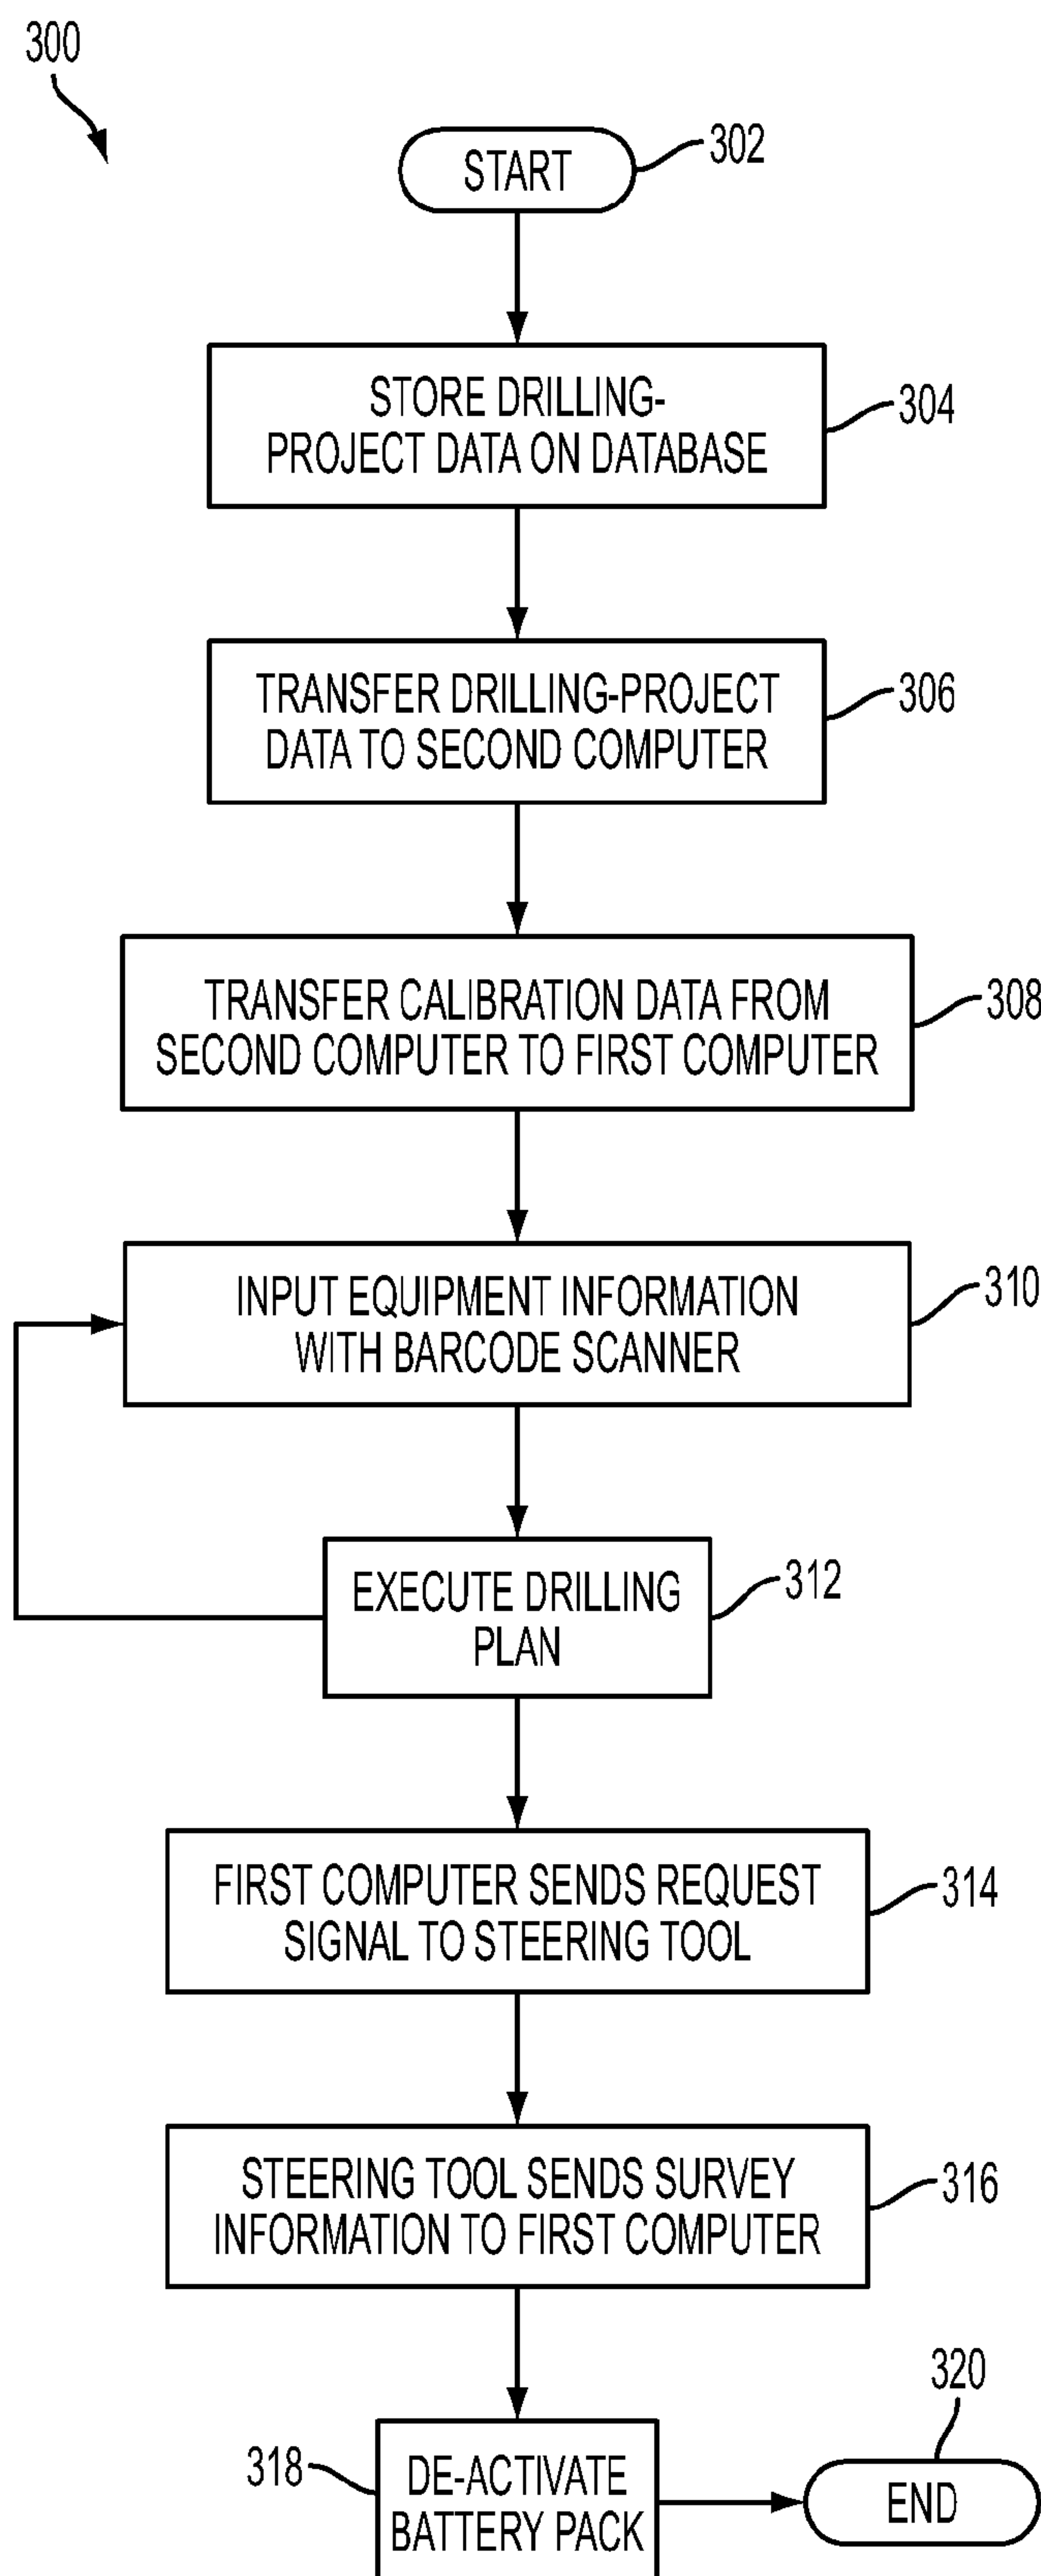 300
START
302
STORE DRILLING-
PROJECT DATA ON DATABASE
304
TRANSFER DRILLING-PROJECT
DATA TO SECOND COMPUTER
306
TRANSFER CALIBRATION DATA FROM
SECOND COMPUTER TO FIRST COMPUTER
308
INPUT EQUIPMENT INFORMATION
WITH BARCODE SCANNER
310
EXECUTE DRILLING
PLAN
312
FIRST COMPUTER SENDS REQUEST
SIGNAL TO STEERING TOOL
314
STEERING TOOL SENDS SURVEY
INFORMATION TO FIRST COMPUTER
316
318
DE-ACTIVATE
BATTERY PACK
320
END